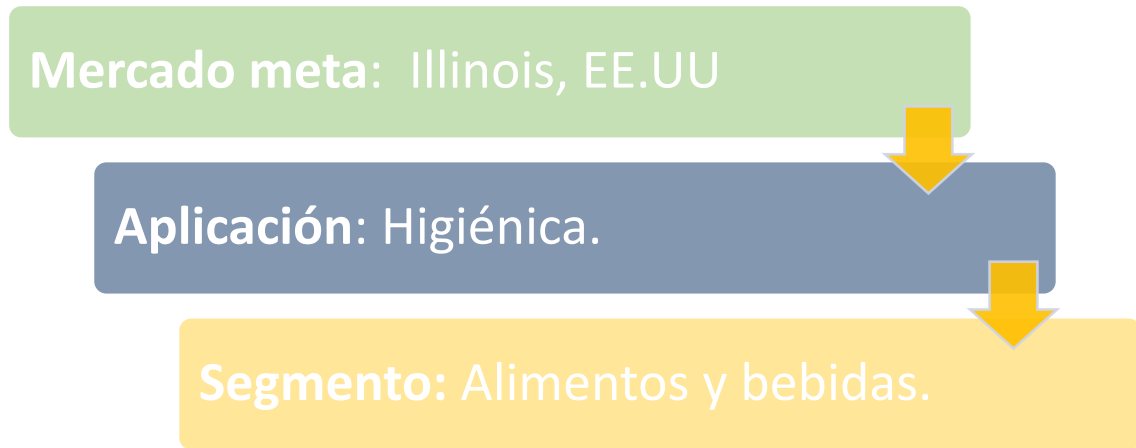 Mercado meta:  Illinois, EE.UU
Aplicación: Higiénica.
Segmento: Alimentos y bebidas.